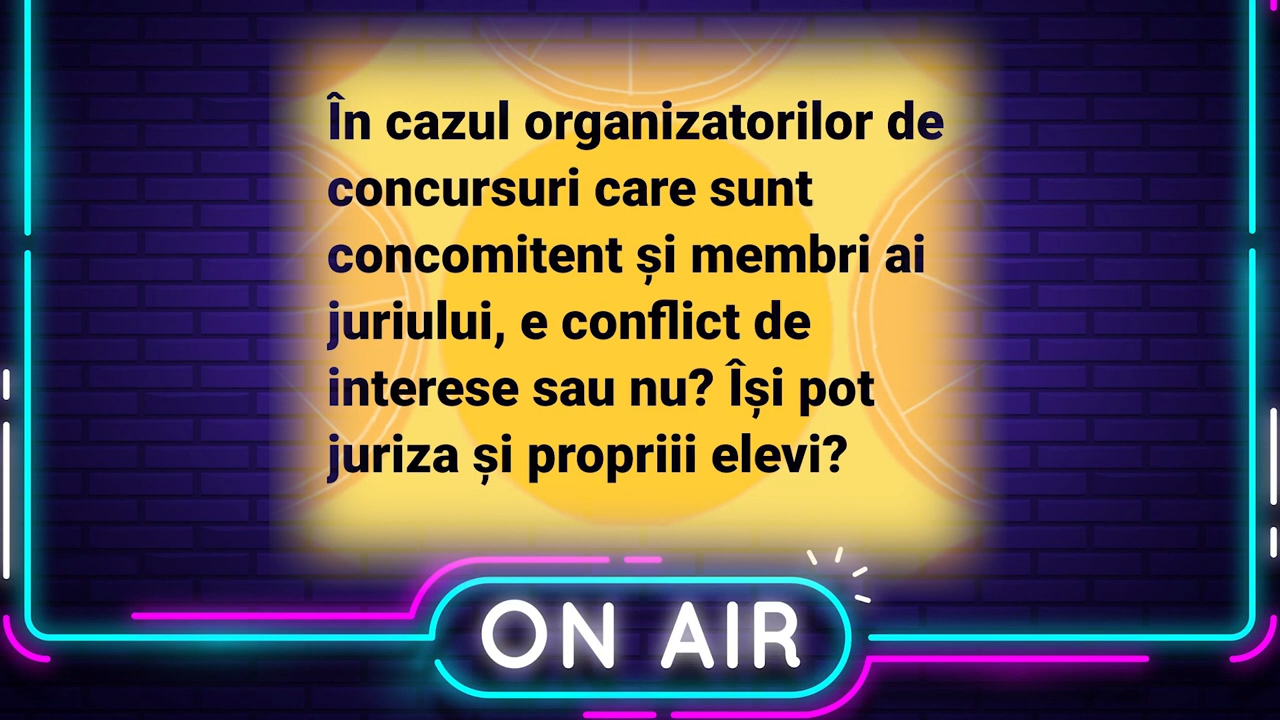 În cazul organizatorilor de
concursuri care sunt
concomitent și membri ai
juriului, e conflict de
interese sau nu? Își pot
juriza și propriii elevi?
ON AIR